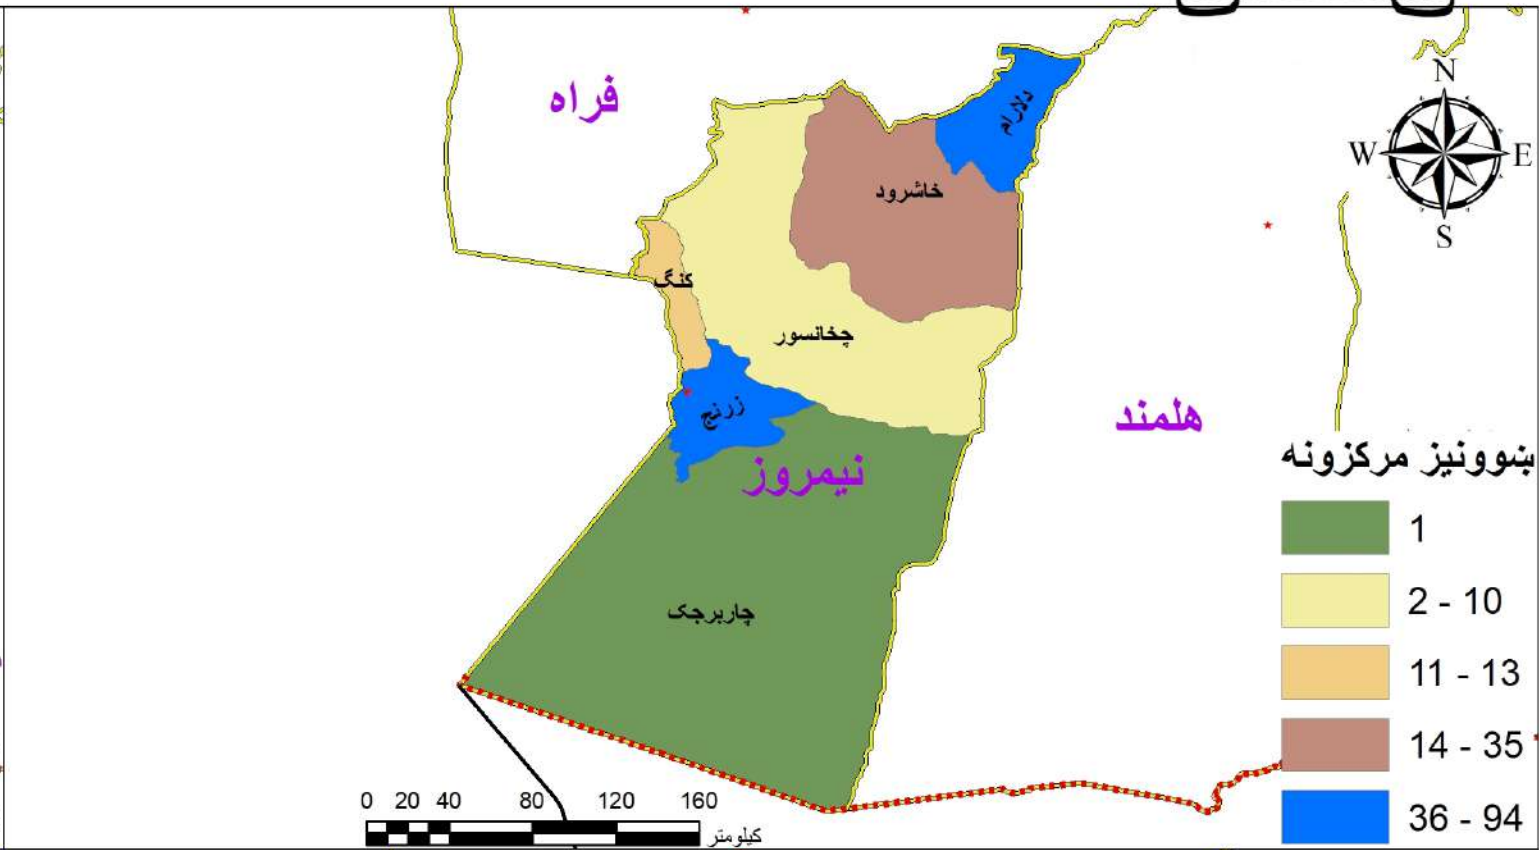 فراه
دلارام
N
W
E
S
خاشرود
کنگ
چخانسور
زرنج
هلمند
نیمروز
ښوونیز مرکزونه
1
2 - 10
11 - 13
14 - 35
36 - 94
چاربرجک
0 20 40 80 120 160
کیلومتر